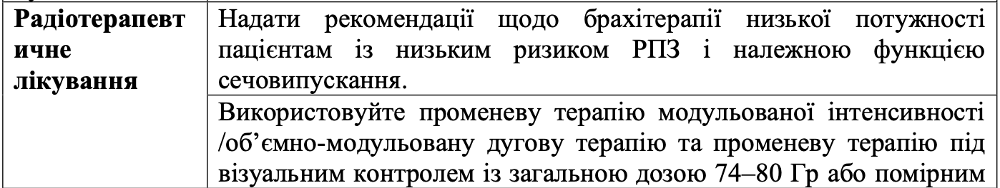 Радіотерапевт
ичне
лікування
Надати рекомендації щодо брахітерапії низької потужності
пацієнтам із низьким ризиком РПЗ і належною функцією
сечовипускання.
Використовуйте променеву терапію модульованої інтенсивності
/об’ємно-модульовану дугову терапію та променеву терапію під
візуальним контролем із загальною дозою 74–80 Гр або помірним